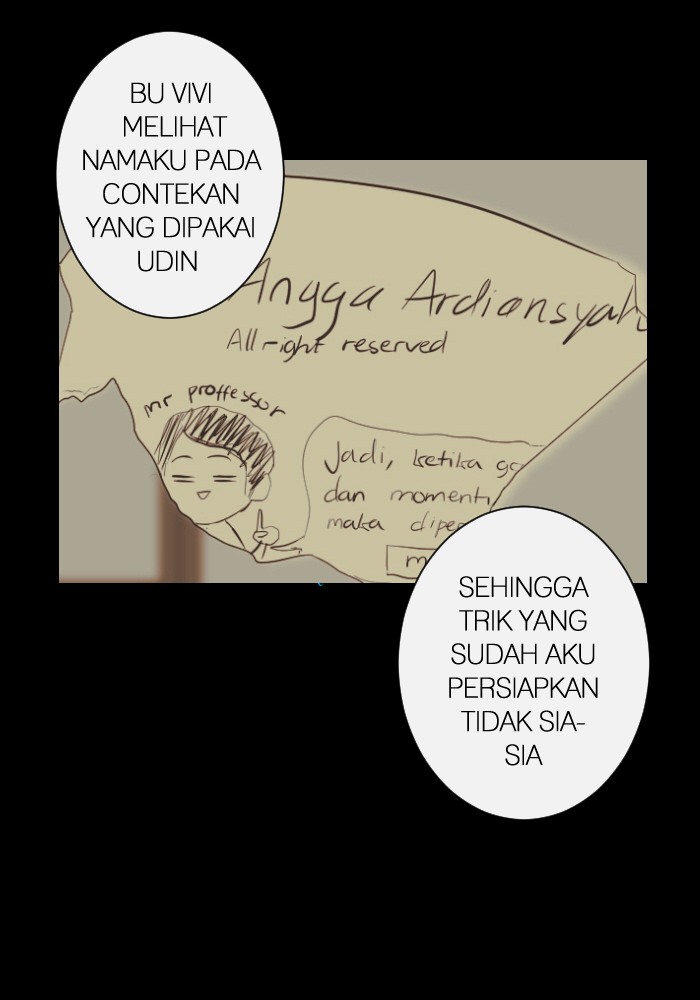 BU VIVI
MELIHAT
NAMAKU PADA
CONTEKAN
YANG DIPAKAI
UDIN
Angga Ardiansyah
All right reserved
mr proffessor
Jadi, ketika
dan
maka
SEHINGGA
TRIK YANG
SUDAH AKU
PERSIAPKAN
TIDAK SIA-
SIA